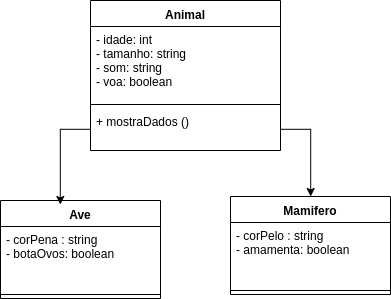 Animal
- idade: int
- tamanho: string
- som: string
- voa: boolean
+ mostraDados ()
Ave
- corPena : string
- botaOvos: boolean
Mamifero
- corPelo : string
- amamenta: boolean